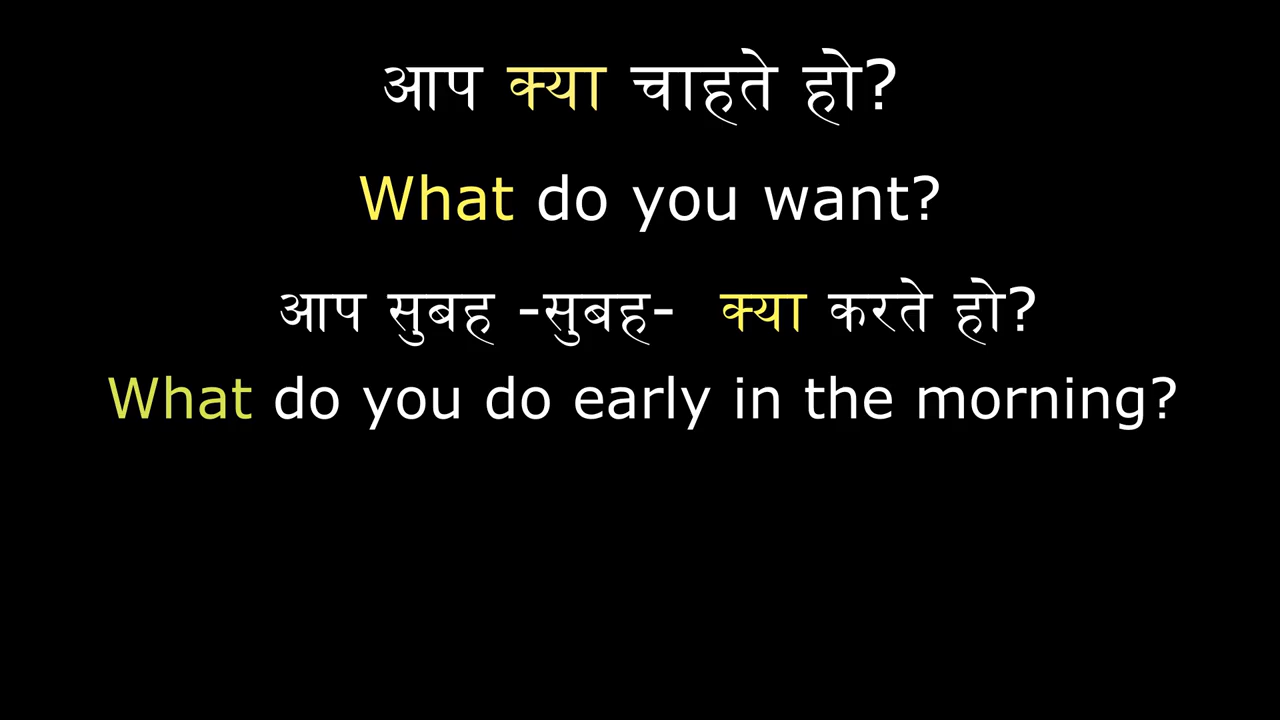 आप क्या चाहते हो?
What do you want?
आप सुबह -सुबह- क्या करते हो?
What do you do early in the morning?